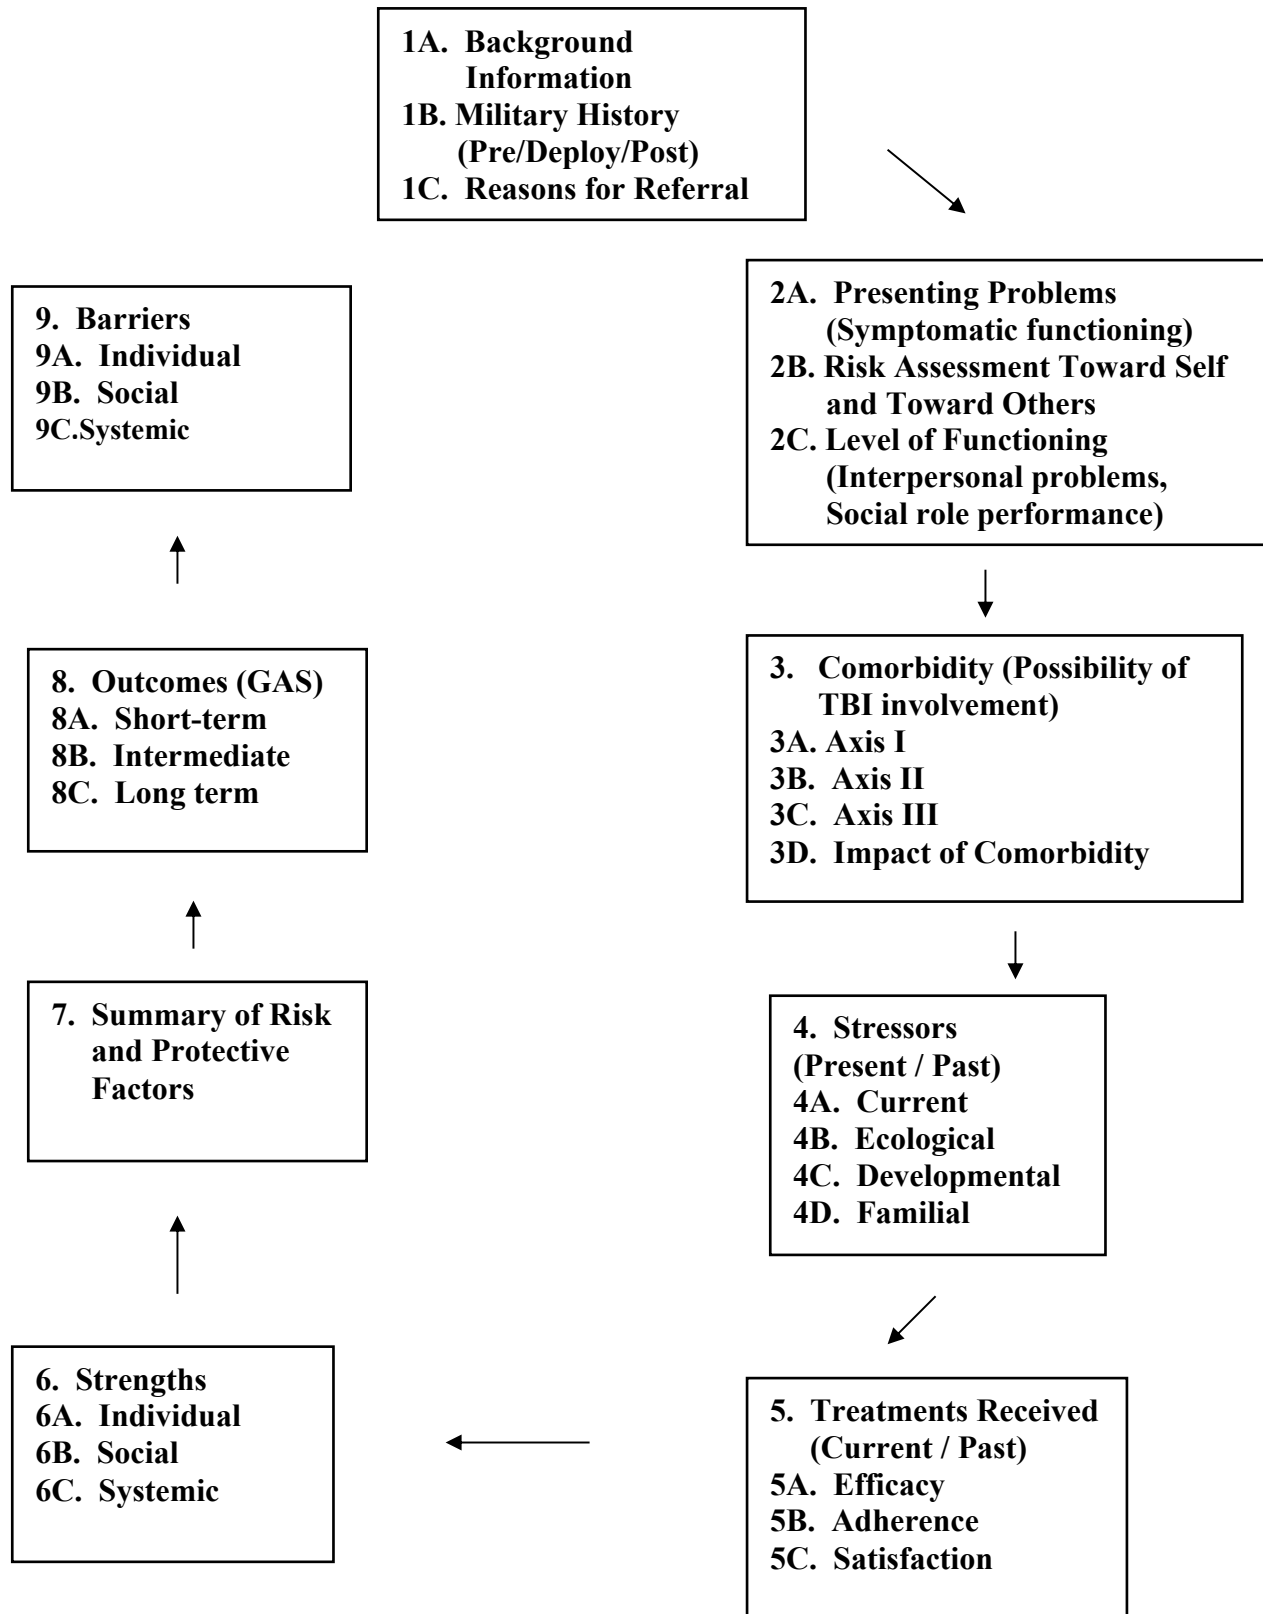 1A. Background
Information
1B. Military History
(Pre/Deploy/Post)
1C. Reasons for Referral
2A. Presenting Problems
(Symptomatic functioning)
2B. Risk Assessment Toward Self
and Toward Others
2C. Level of Functioning
(Interpersonal problems,
Social role performance)
3. Comorbidity (Possibility of
TBI involvement)
3A. Axis I
3B. Axis II
3C. Axis III
3D. Impact of Comorbidity
4. Stressors
(Present / Past)
4A. Current
4B. Ecological
4C. Developmental
4D. Familial
5. Treatments Received
(Current / Past)
5A. Efficacy
5B. Adherence
5C. Satisfaction
6. Strengths
6A. Individual
6B. Social
6C. Systemic
7. Summary of Risk
and Protective
Factors
8. Outcomes (GAS)
8A. Short-term
8B. Intermediate
8C. Long term
9. Barriers
9A. Individual
9B. Social
9C.Systemic